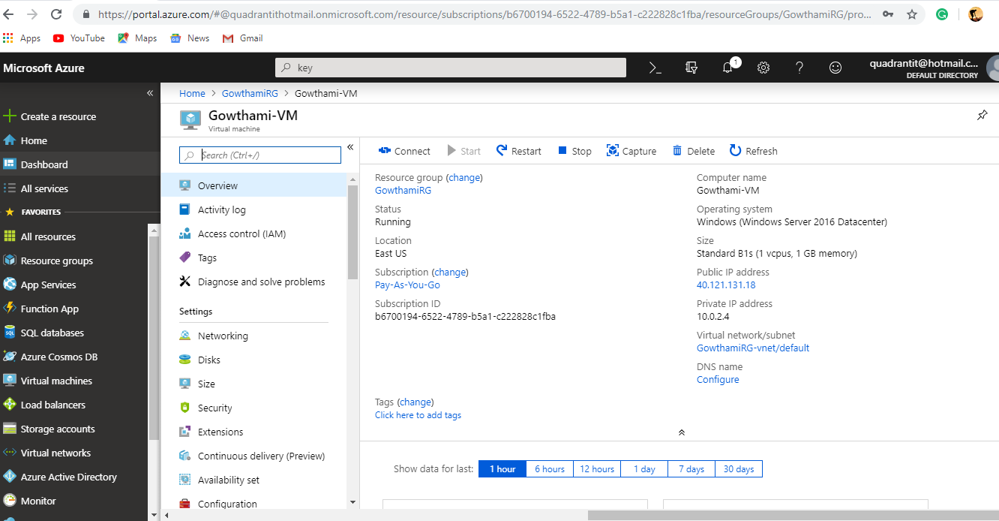 https://portal.azure.com/#@quadrantithotmail.onmicrosoft.com/resource/subscriptions/b6700194-6522-4789-b5a1-c222828c1fba/resourceGroups/GowthamiRG/pro...
Apps YouTube Maps News Gmail
Microsoft Azure
key
1
quadrantit@hotmail.c...
DEFAULT DIRECTORY
Create a resource
Home
Dashboard
All services
FAVORITES
All resources
Resource groups
App Services
Function App
SQL databases
Azure Cosmos DB
Virtual machines
Load balancers
Storage accounts
Virtual networks
Azure Active Directory
Monitor
Home > GowthamiRG > Gowthami-VM
Gowthami-VM
Virtual machine
Search (Ctrl+/)
Overview
Activity log
Access control (IAM)
Tags
Diagnose and solve problems
Settings
Networking
Disks
Size
Security
Extensions
Continuous delivery (Preview)
Availability set
Configuration
Connect Start Restart Stop Capture Delete Refresh
Resource group (change)
GowthamiRG
Status
Running
Location
East US
Subscription (change)
Pay-As-You-Go
Subscription ID
b6700194-6522-4789-b5a1-c222828c1fba
Computer name
Gowthami-VM
Operating system
Windows (Windows Server 2016 Datacenter)
Size
Standard B1s (1 vcpus, 1 GB memory)
Public IP address
40.121.131.18
Private IP address
10.0.2.4
Virtual network/subnet
GowthamiRG-vnet/default
DNS name
Configure
Tags (change)
Click here to add tags
Show data for last: 1 hour 6 hours 12 hours 1 day 7 days 30 days